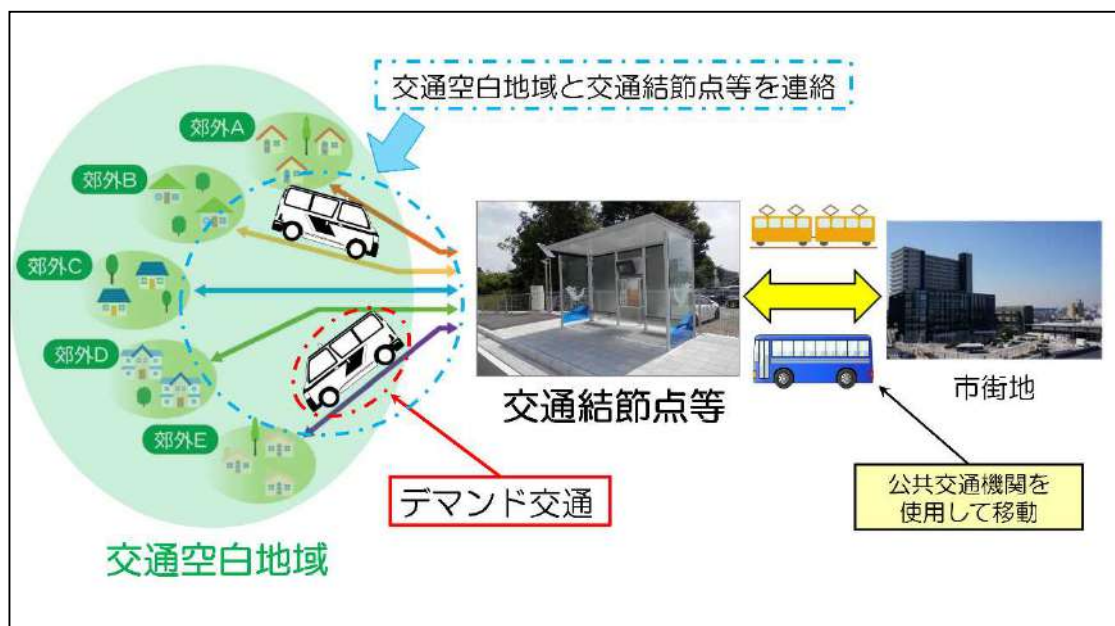 交通空白地域と交通結節点等を連絡
郊外A
郊外B
郊外C
郊外D
郊外E
交通結節点等
市街地
デマンド交通
公共交通機関を
使用して移動
交通空白地域